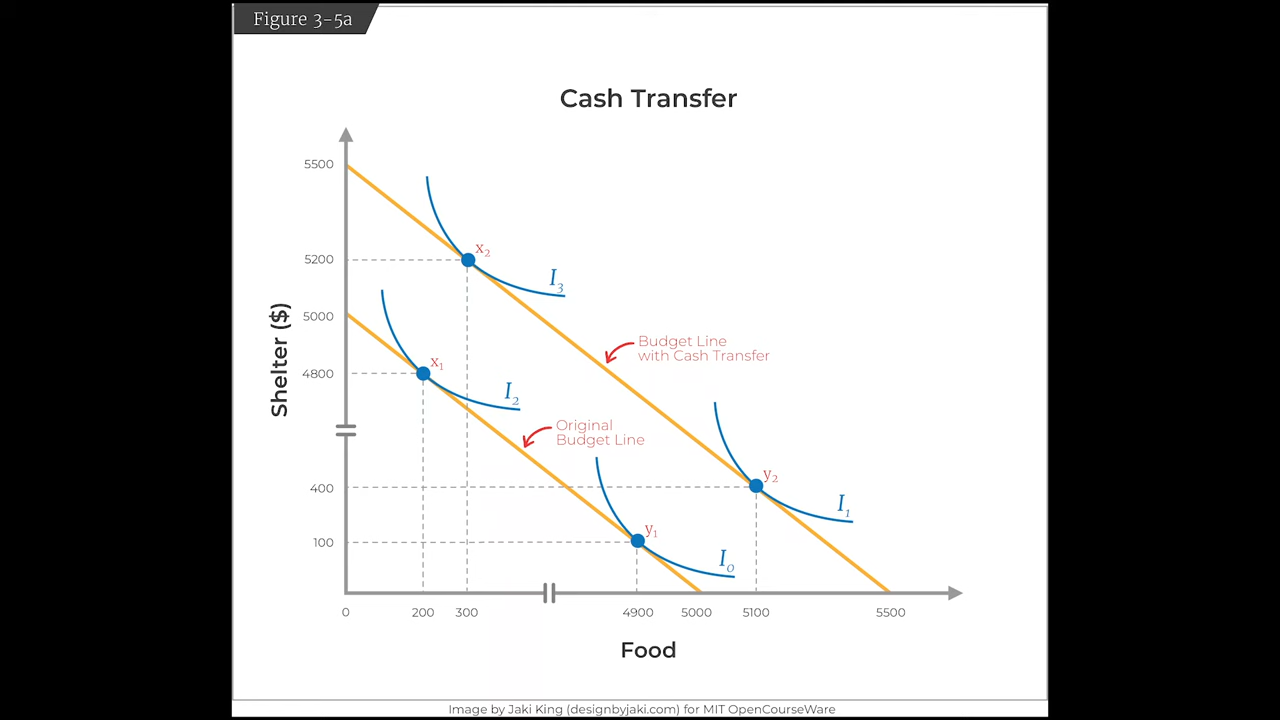 Figure 3-5a
Cash Transfer
5500
5200
5000
4800
400
100
Shelter ($)
x2
I3
Budget Line
with Cash Transfer
x1
I2
Original
Budget Line
y2
I1
y1
I0
0
200
300
4900
5000
5100
5500
Food
Image by Jaki King (designbyjaki.com) for MIT OpenCourseWare